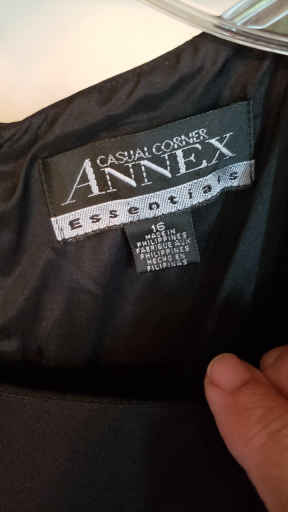 CASUAL CORNER
ANNEX
Essentials
16
MADE IN
PHILIPPINES
FABRIQUE AUX
PHILIPPINES
HECHO EN
FILIPINAS